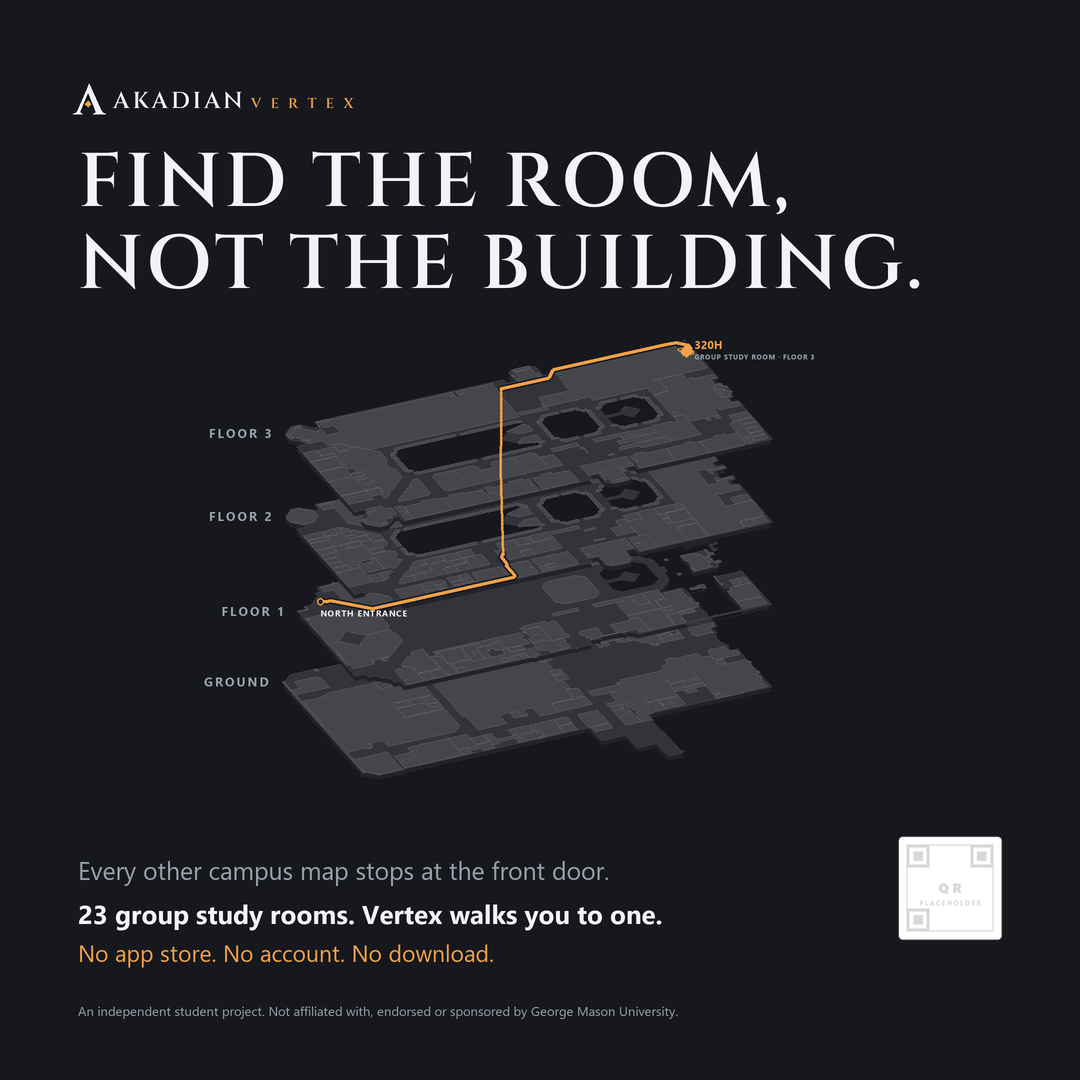 AKADIAN VERTEX
FIND THE ROOM,
NOT THE BUILDING.
320H
GROUP STUDY ROOM · FLOOR 3
FLOOR 3
FLOOR 2
FLOOR 1
NORTH ENTRANCE
GROUND
Every other campus map stops at the front door.
23 group study rooms. Vertex walks you to one.
No app store. No account. No download.
QR
PLACEHOLDER
An independent student project. Not affiliated with, endorsed or sponsored by George Mason University.